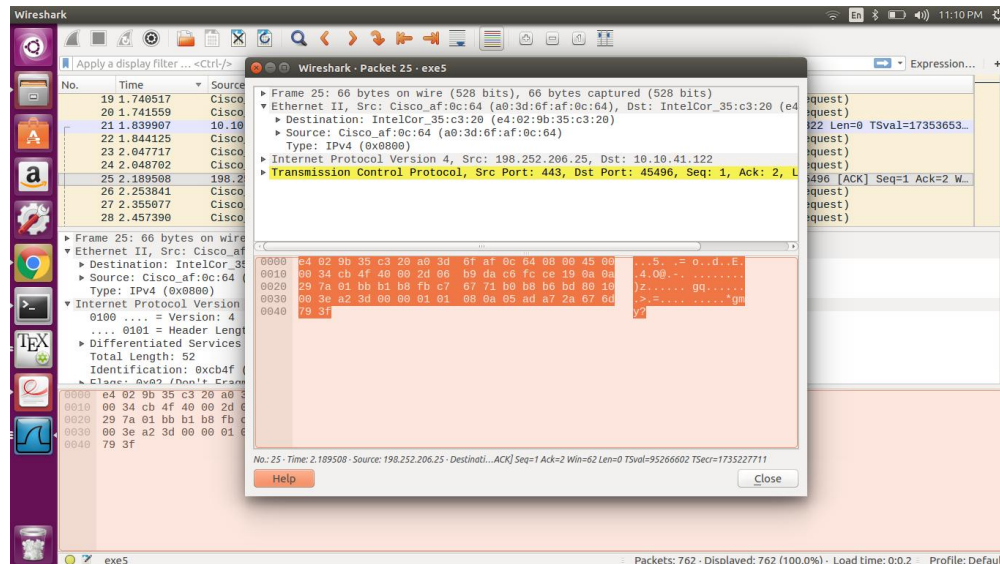 Wireshark
En
11:10 PM
Apply a display filter ... <Ctrl-/>
Expression...
+
No. Time Source
19 1.740517 Cisco
20 1.741559 Cisco
21 1.839907 10.10
22 1.844125 Cisco
23 2.047717 Cisco
24 2.048702 Cisco
25 2.189508 198.2
26 2.253841 Cisco
27 2.355077 Cisco
28 2.457390 Cisco
equest)
equest)
322 Len=0 TSval=17353653...
equest)
equest)
equest)
5496 [ACK] Seq=1 Ack=2 W...
equest)
equest)
equest)
Frame 25: 66 bytes on wire
Ethernet II, Src: Cisco_af
Destination: IntelCor_35
Source: Cisco_af:0c:64 (
Type: IPv4 (0x0800)
Internet Protocol Version
0100 .... = Version: 4
.... 0101 = Header Lengt
Differentiated Services
Total Length: 52
Identification: 0xcb4f (
Flags: 0x02 (Don't Fragm
0000 e4 02 9b 35 c3 20 a0 3
0010 00 34 cb 4f 40 00 2d 0
0020 29 7a 01 bb b1 b8 fb c
0030 00 3e a2 3d 00 00 01 0
0040 79 3f
Wireshark · Packet 25 · exe5
Frame 25: 66 bytes on wire (528 bits), 66 bytes captured (528 bits)
Ethernet II, Src: Cisco_af:0c:64 (a0:3d:6f:af:0c:64), Dst: IntelCor_35:c3:20 (e4
Destination: IntelCor_35:c3:20 (e4:02:9b:35:c3:20)
Source: Cisco_af:0c:64 (a0:3d:6f:af:0c:64)
Type: IPv4 (0x0800)
Internet Protocol Version 4, Src: 198.252.206.25, Dst: 10.10.41.122
Transmission Control Protocol, Src Port: 443, Dst Port: 45496, Seq: 1, Ack: 2, L
0000 e4 02 9b 35 c3 20 a0 3d 6f af 0c 64 08 00 45 00 ...5. .= o..d..E.
0010 00 34 cb 4f 40 00 2d 06 b9 da c6 fc ce 19 0a 0a .4.O@.-. ........
0020 29 7a 01 bb b1 b8 fb c7 67 71 b0 b8 b6 bd 80 10 )z...... gq......
0030 00 3e a2 3d 00 00 01 01 08 0a 05 ad a7 2a 67 6d .>.=.... .....*gm
0040 79 3f y?
No.: 25 · Time: 2.189508 · Source: 198.252.206.25 · Destinati...ACK] Seq=1 Ack=2 Win=62 Len=0 TSval=95266602 TSecr=1735227711
Help
Close
exe5
Packets: 762 · Displayed: 762 (100.0%) · Load time: 0:0.2
Profile: Defaul
A
a
>_
TEX